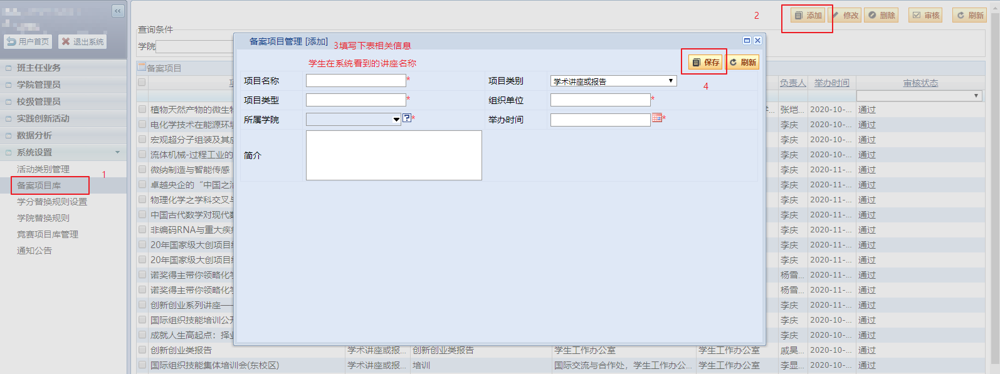 «
用户首页
退出系统
班主任业务
学院管理员
校级管理员
实践创新活动
数据分析
系统设置
活动类别管理
1
备案项目库
学分替换规则设置
学院替换规则
竞赛项目库管理
通知公告
2
添加
修改
删除
审核
刷新
查询条件
学院
备案项目
备案项目管理 [添加]
3填写下表相关信息
学生在系统看到的讲座名称
保存
刷新
4
项目名称
*
项目类别
学术讲座或报告
项目类型
*
组织单位
*
所属学院
?
*
举办时间
*
简介
负责人
举办时间
审核状态
植物天然产物的微生物
学...
张垲...
2020-10-...
通过
电化学技术在能源环境
李庆
2020-10-...
通过
宏观超分子组装及其应
李庆
2020-10-...
通过
流体机械-过程工业的
李庆
2020-10-...
通过
微纳制造与智能传感
李庆
2020-11-...
通过
卓越央企的“中国之治
李庆
2020-10-...
通过
物理化学之学科交叉与
李庆
2020-11-...
通过
中国古代数学对现代数
李庆
2020-11-...
通过
非编码RNA与重大疾病
李庆
2020-11-...
通过
20年国家级大创项目结
李庆
2020-10-...
通过
20年国家级大创项目结
李庆
2020-10-...
通过
诺奖得主带你领略化学
杨雪...
2020-11-...
通过
诺奖得主带你领略化学
杨雪...
2020-11-...
通过
创新创业系列讲座——
李庆
2020-11-...
通过
国际组织技能培训公开
李庆
2020-10-...
通过
成就人生高起点：择业
李庆
2020-10-...
通过
创新创业类报告
学术讲座或报...
创新创业类报告
学生工作办公室
学生工作办公室
戚昊...
2020-10-...
通过
国际组织技能集体培训会(东校区)
学术讲座或报...
培训
国际交流与合作处，学生工作办公...
学生工作办公室
李显...
2020-10-...
通过